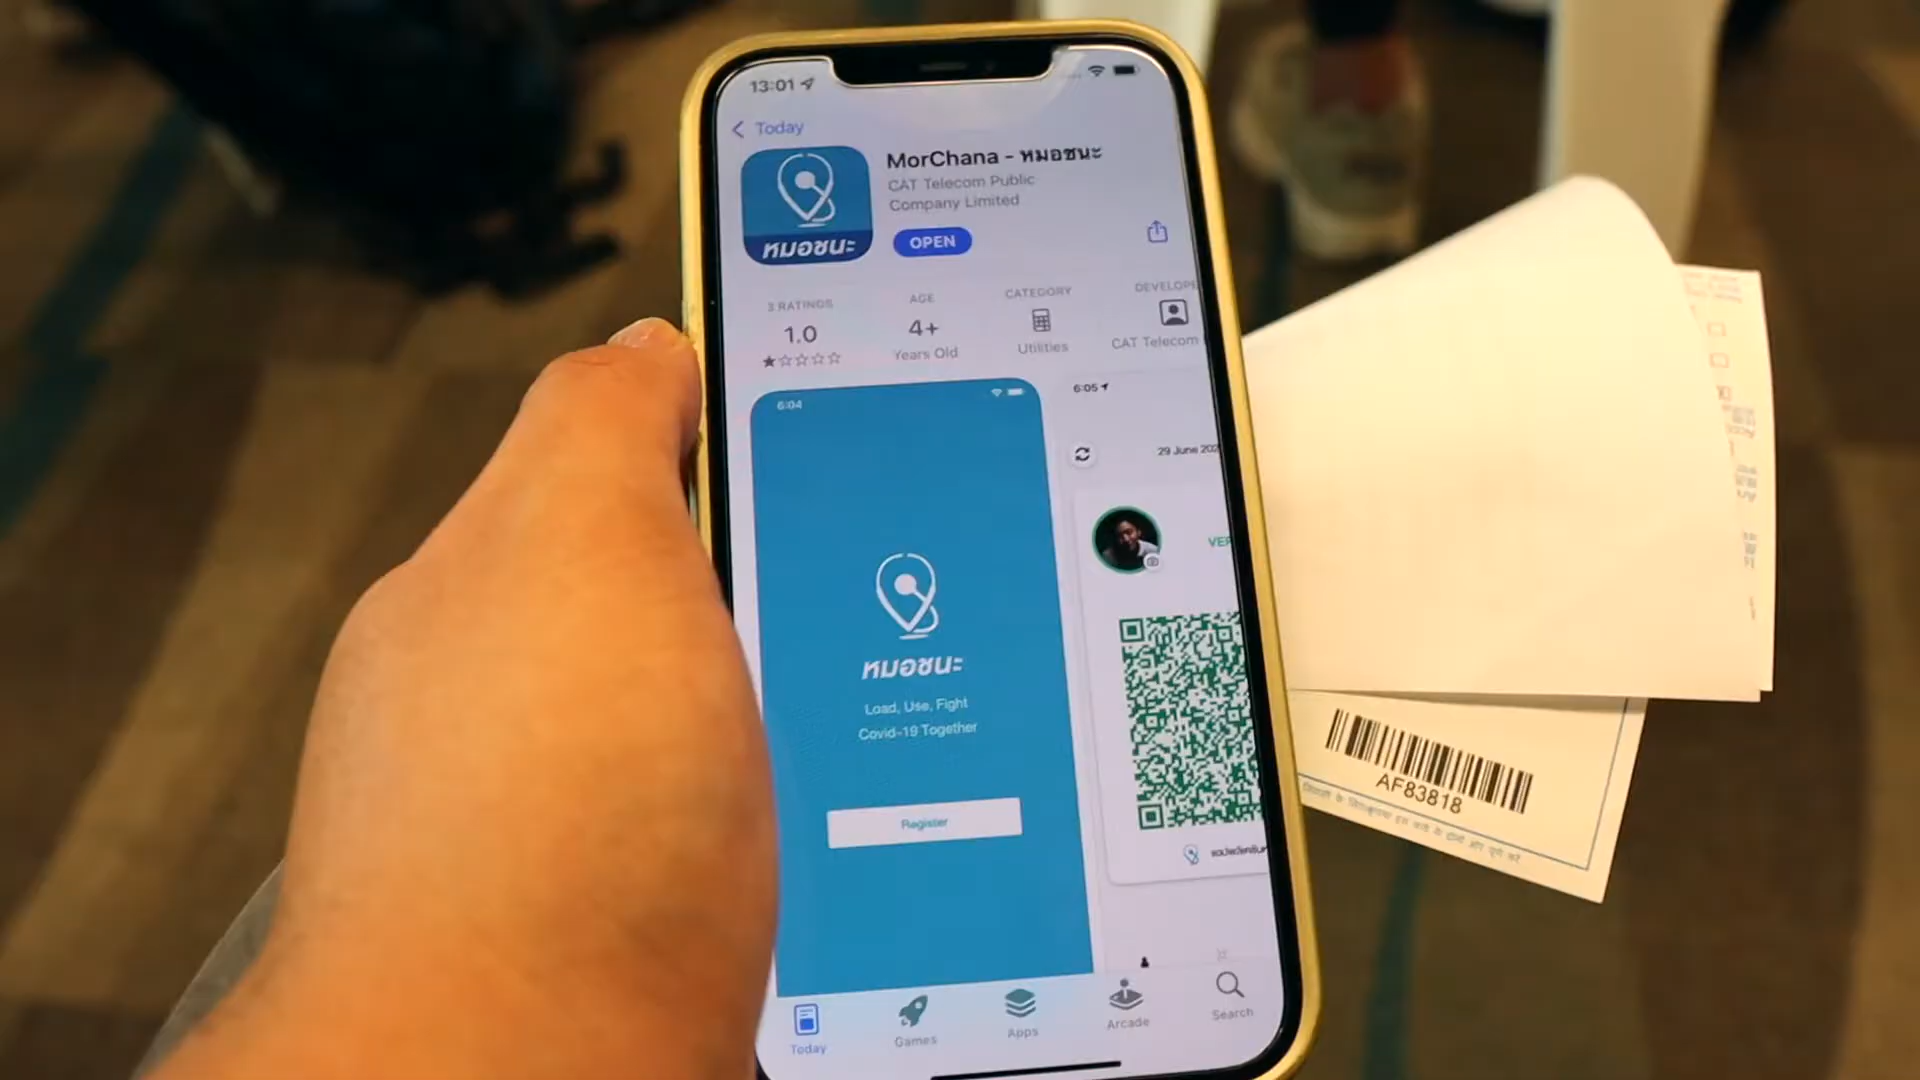 13:01
Today
MorChana - หมอชนะ
CAT Telecom Public
Company Limited
หมอชนะ
OPEN
3 RATINGS
1.0
AGE
4+
Years Old
CATEGORY
Utilities
DEVELOPE
CAT Telecom
6:04
หมอชนะ
Load, Use, Fight
Covid-19 Together
Register
6:05
29 June 202
VER
Today
Games
Apps
Arcade
Search
AF83818